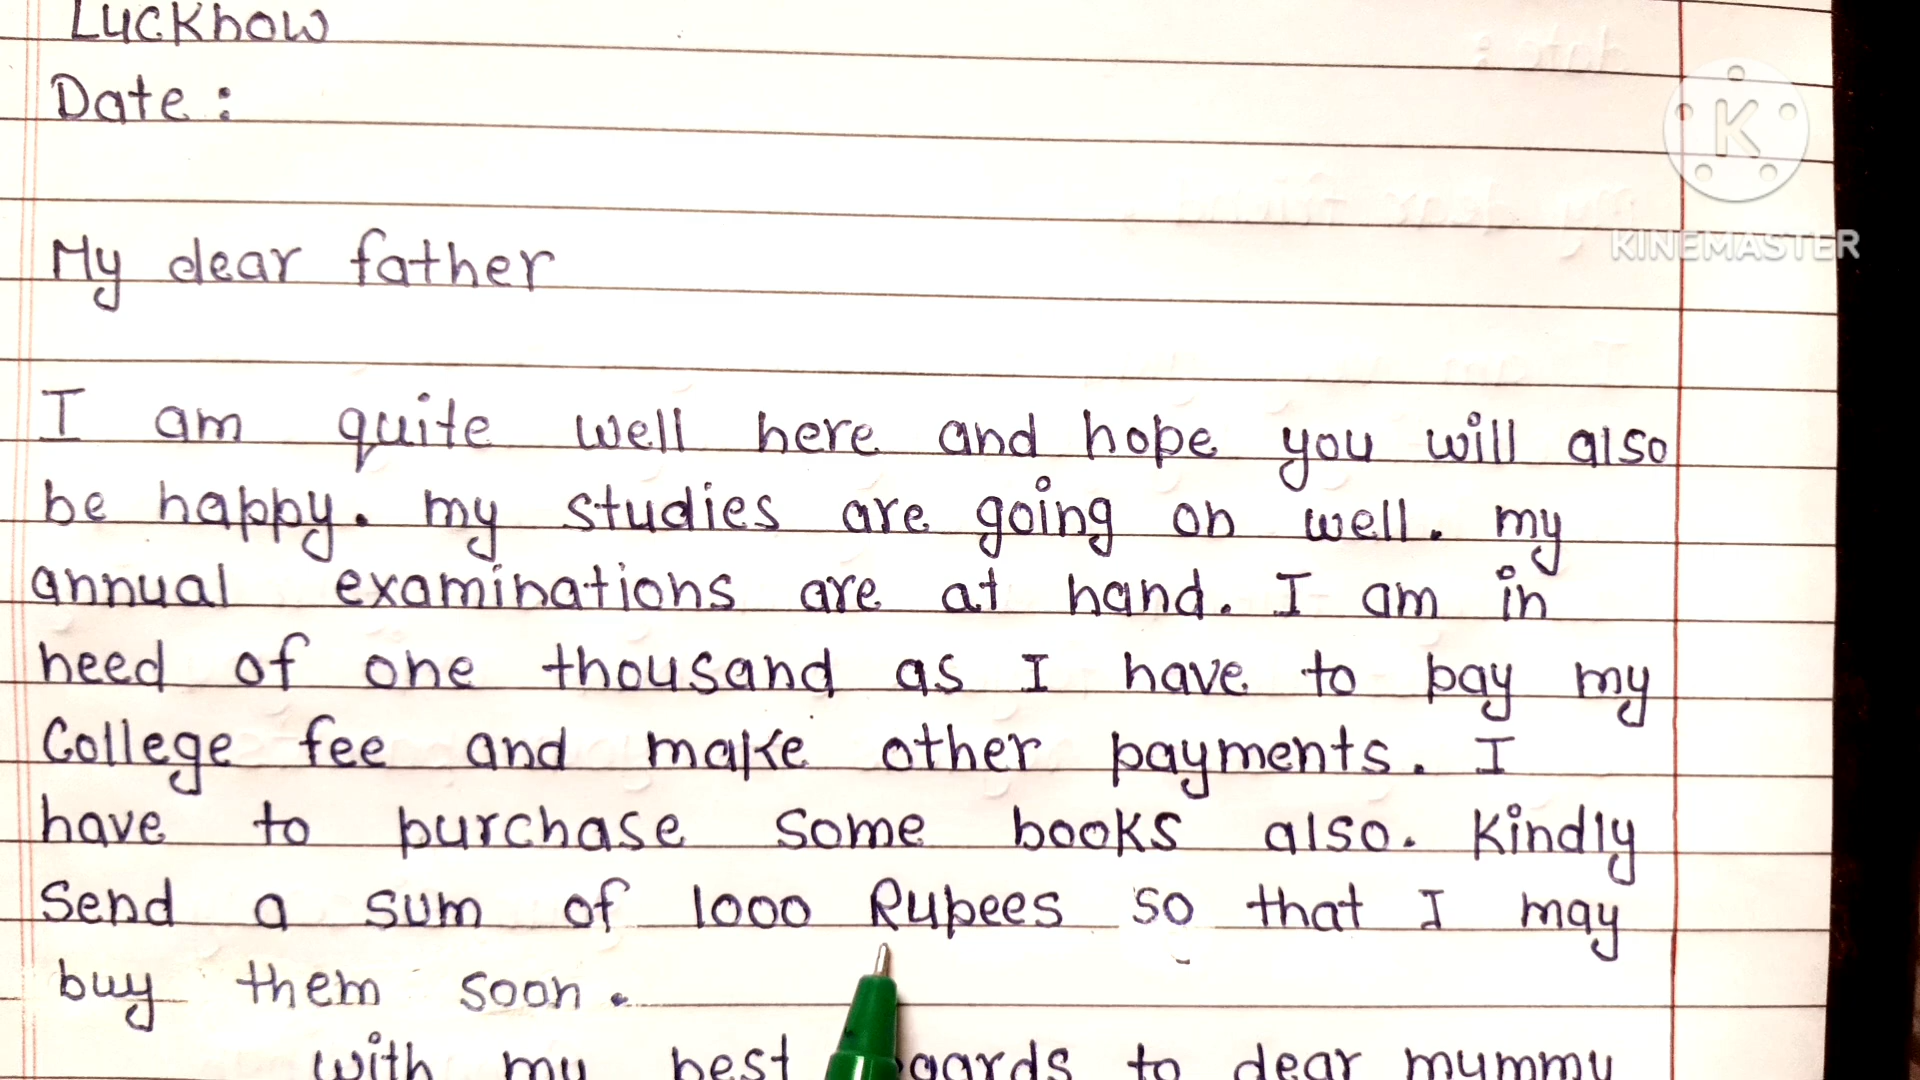 Lucknow
Date :
My dear father
I am quite well here and hope you will also
be happy. my studies are going on well. my
annual examinations are at hand. I am in
need of one thousand as I have to pay my
College fee and make other payments. I
have to purchase some books also. Kindly
Send a sum of 1000 Rupees so that I may
buy them soon.
with my best to dear mummy
KINEMASTER